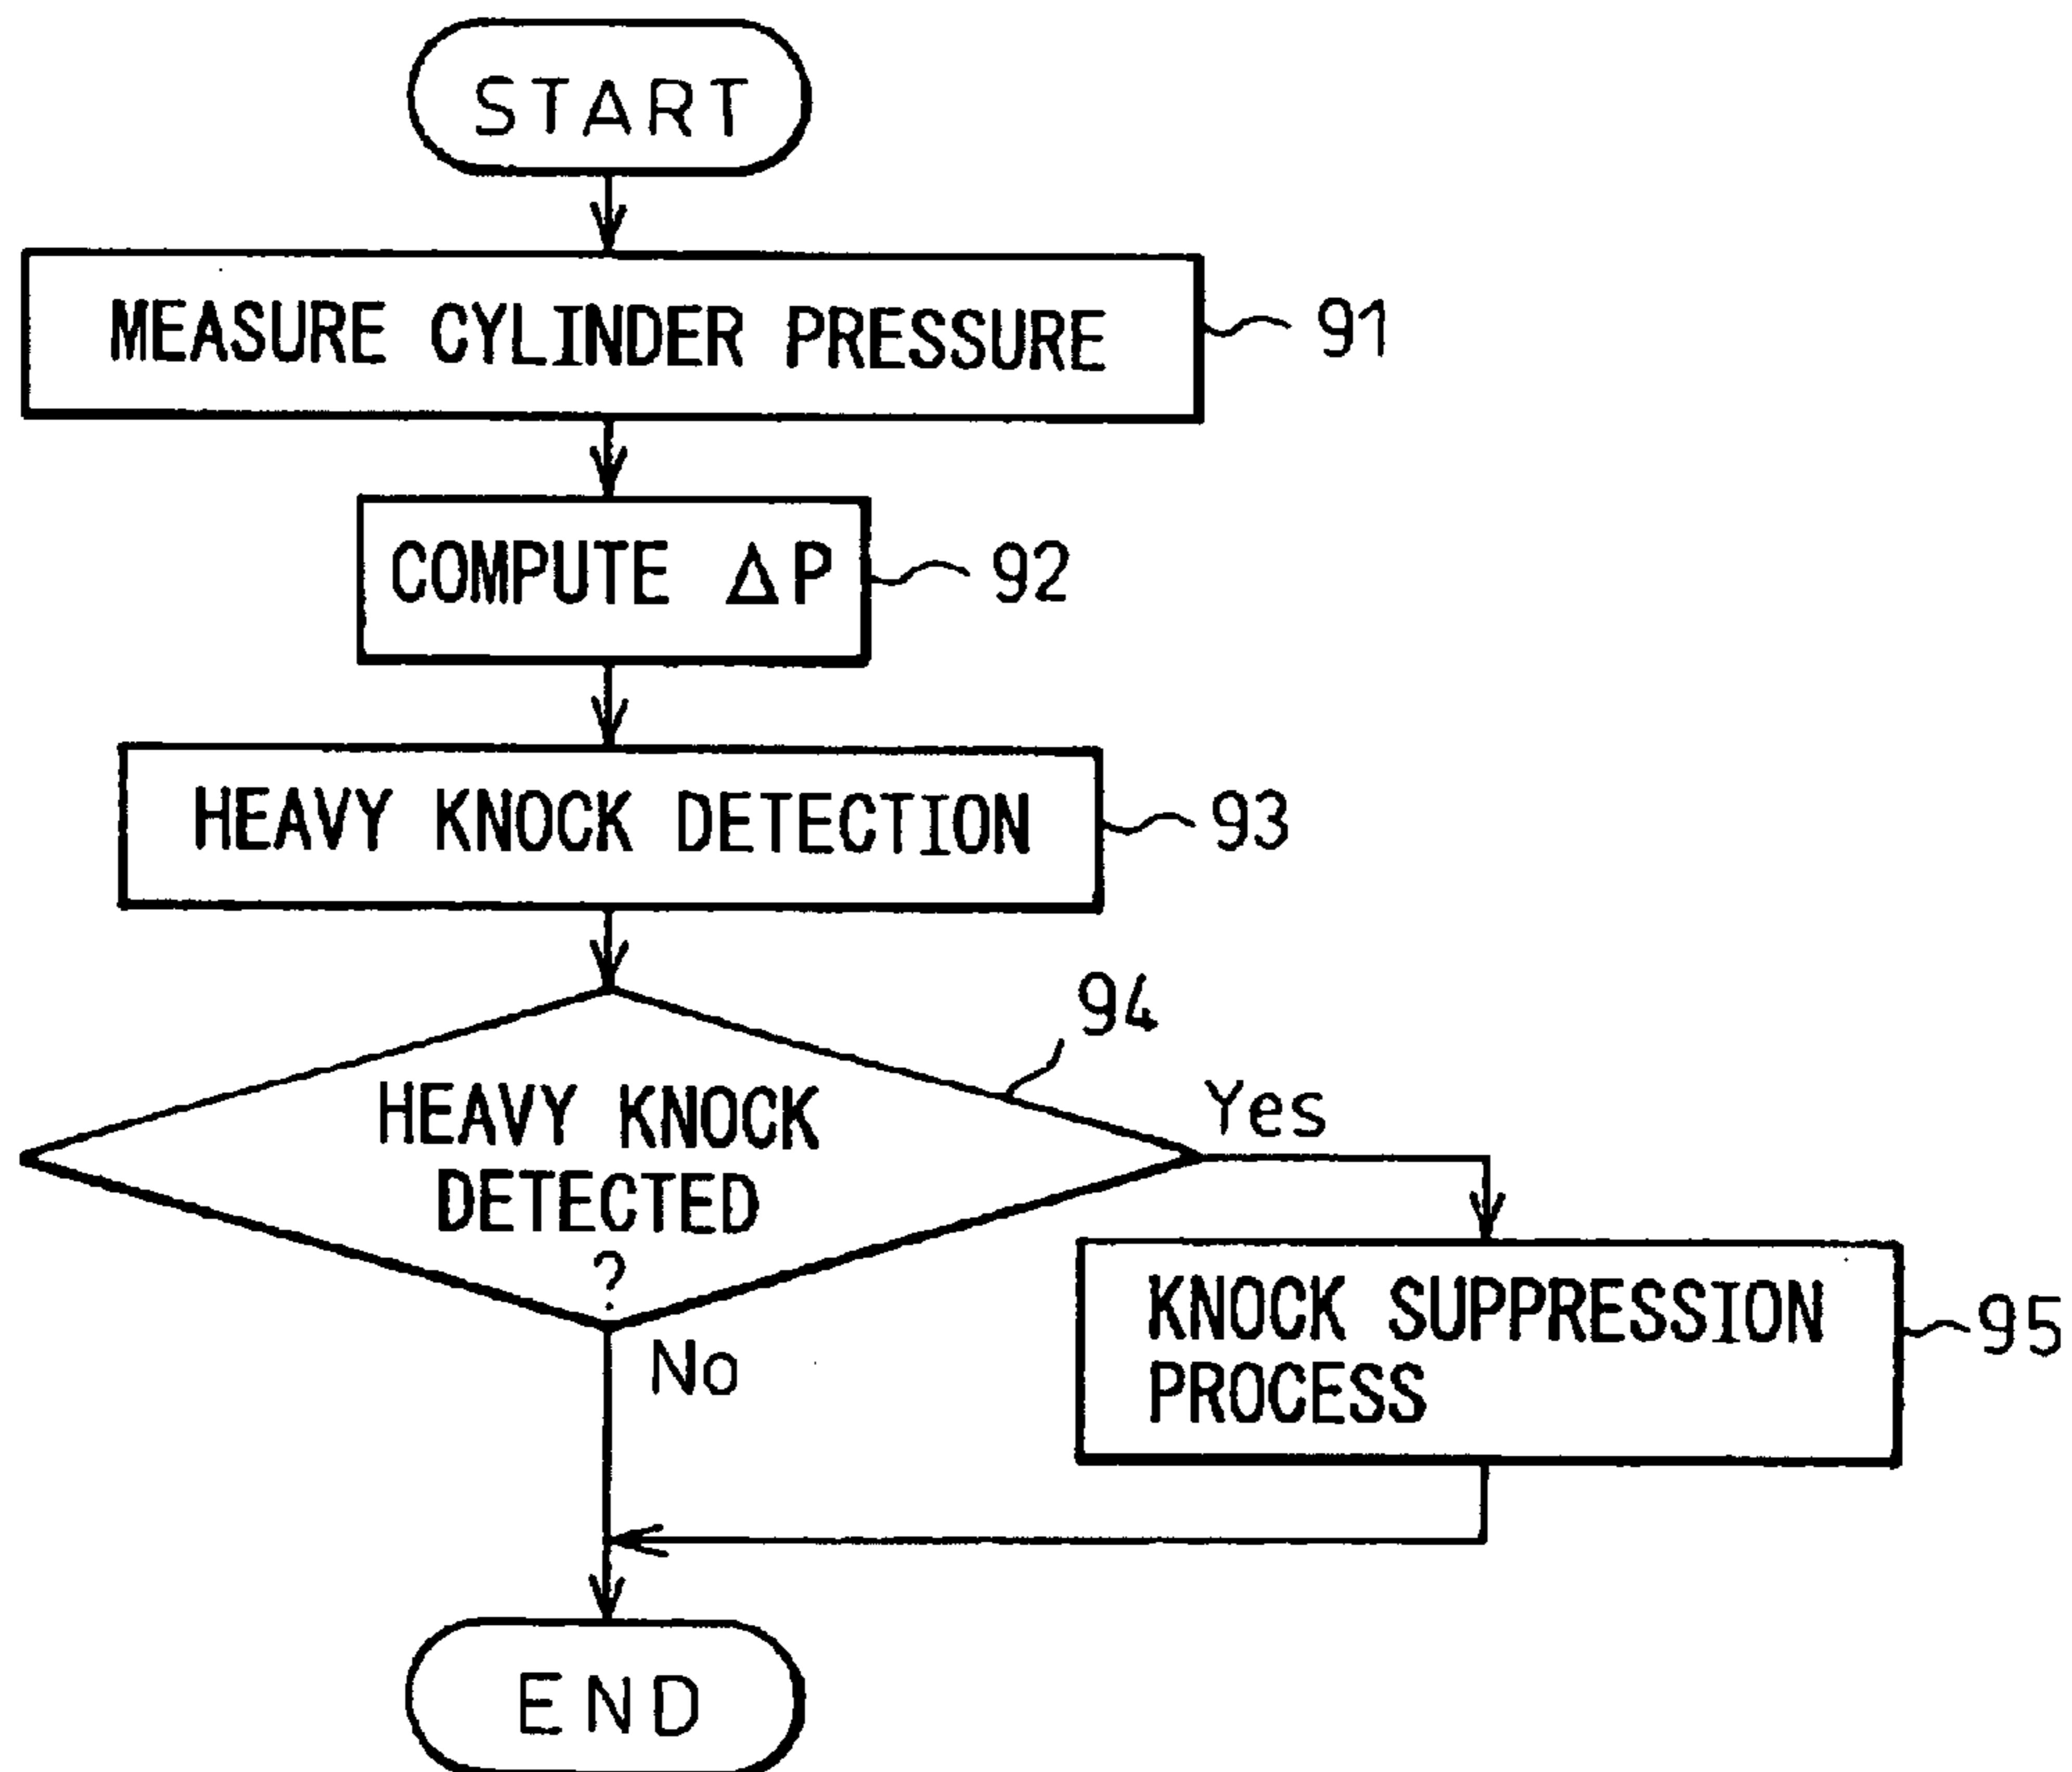 START
MEASURE CYLINDER PRESSURE
91
COMPUTE ΔP
92
HEAVY KNOCK DETECTION
93
94
HEAVY KNOCK
DETECTED
?
Yes
No
KNOCK SUPPRESSION
PROCESS
95
END